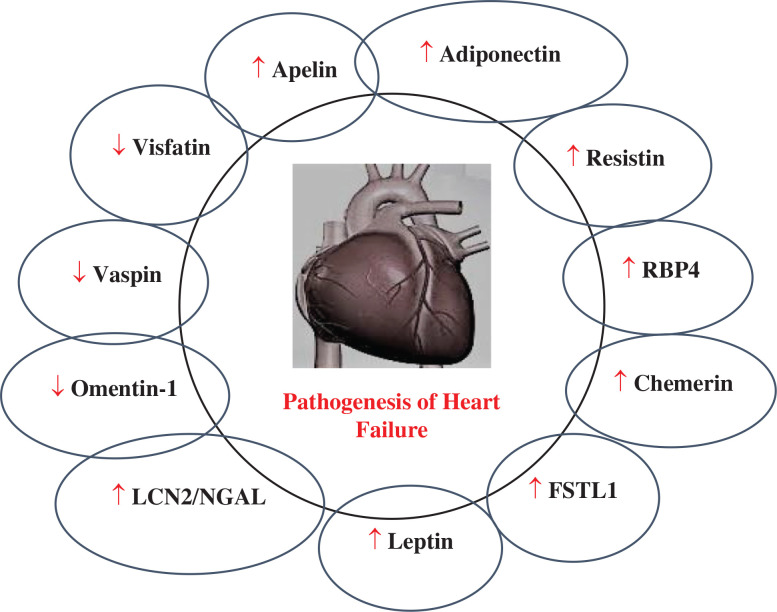 ↑ Apelin
↑ Adiponectin
↓ Visfatin
↑ Resistin
↓ Vaspin
↑ RBP4
↓ Omentin-1
↑ Chemerin
Pathogenesis of Heart
Failure
↑ LCN2/NGAL
↑ FSTL1
↑ Leptin